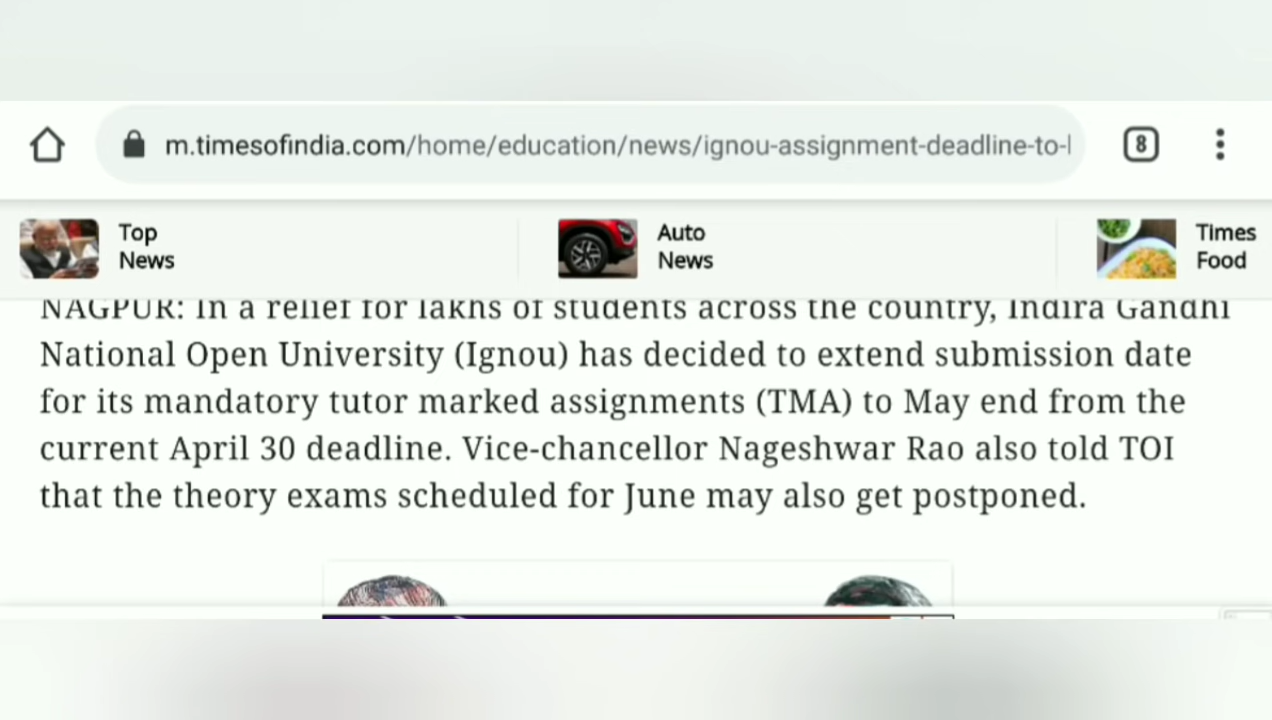 m.timesofindia.com/home/education/news/ignou-assignment-deadline-to-
8
Top
News
Auto
News
Times
Food
NAGPUR: In a relief for lakhs of students across the country, Indira Gandhi
National Open University (Ignou) has decided to extend submission date
for its mandatory tutor marked assignments (TMA) to May end from the
current April 30 deadline. Vice-chancellor Nageshwar Rao also told TOI
that the theory exams scheduled for June may also get postponed.